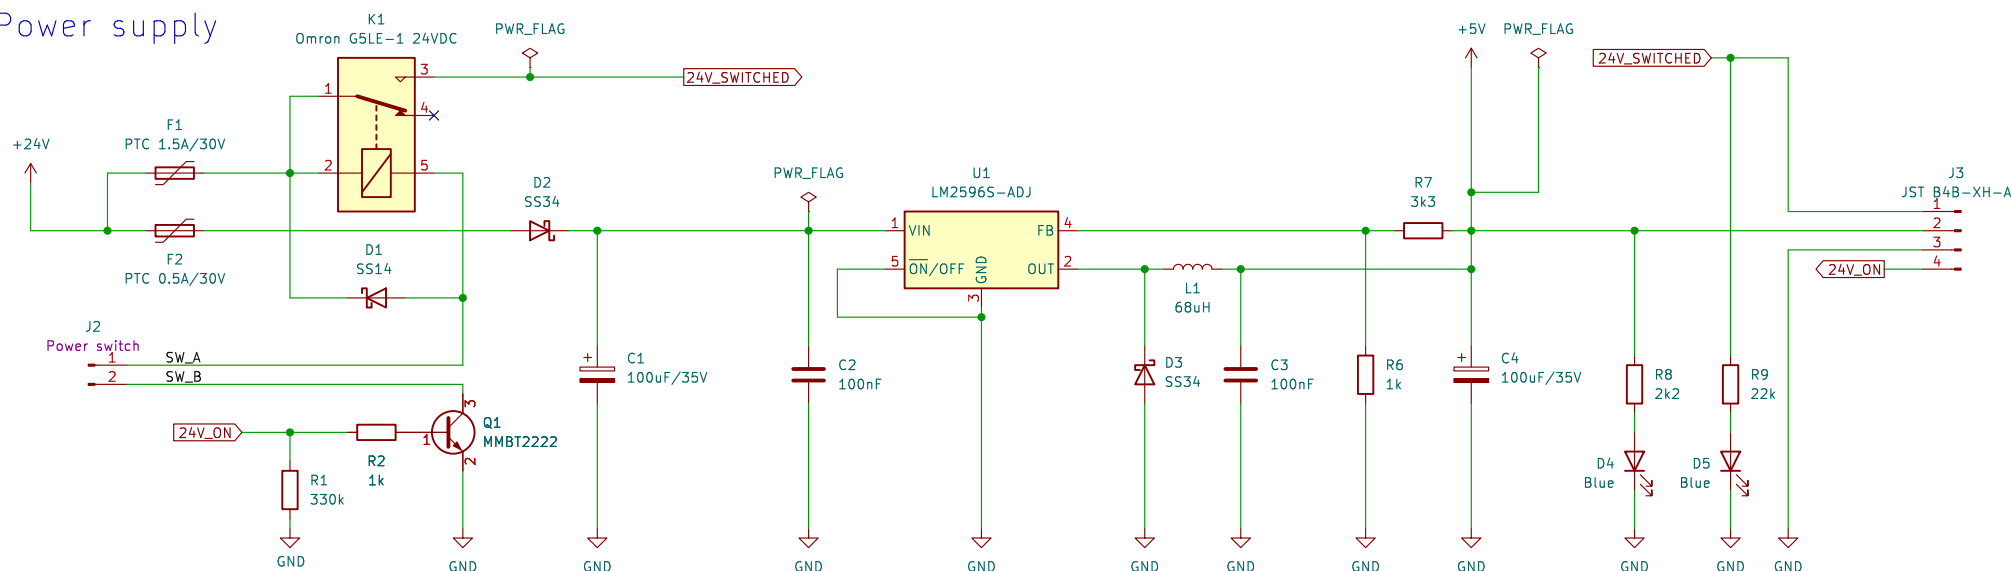 Power supply
K1
Omron G5LE-1 24VDC
PWR_FLAG
+5V
PWR_FLAG
24V_SWITCHED
3
24V_SWITCHED
1
4
F1
PTC 1.5A/30V
+24V
2
5
D2
SS34
PWR_FLAG
U1
LM2596S-ADJ
R7
3k3
J3
JST B4B-XH-A
1
2
3
4
24V_ON
1
VIN
FB
4
5
ON/OFF
GND
OUT
2
3
F2
PTC 0.5A/30V
D1
SS14
L1
68uH
J2
Power switch
1
SW_A
2
SW_B
+
C1
100uF/35V
C2
100nF
D3
SS34
C3
100nF
R6
1k
+
C4
100uF/35V
R8
2k2
R9
22k
24V_ON
R2
1k
3
1
2
Q1
MMBT2222
R1
330k
D4
Blue
D5
Blue
GND
GND
GND
GND
GND
GND
GND
GND
GND
GND
GND
GND